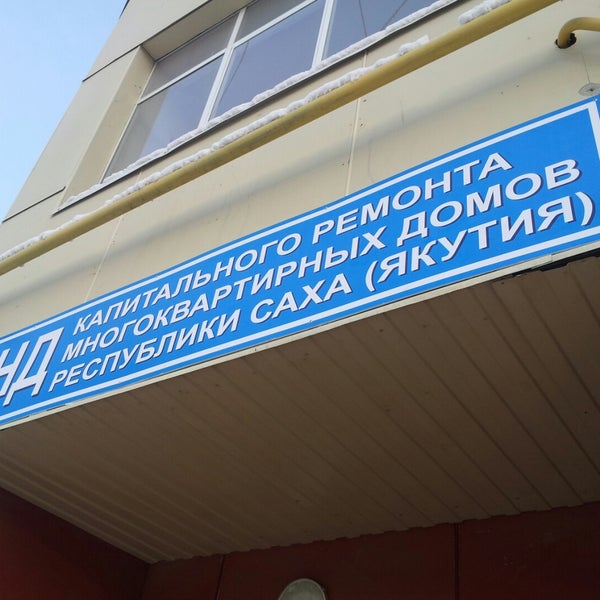 НД
КАПИТАЛЬНОГО РЕМОНТА
МНОГОКВАРТИРНЫХ ДОМОВ
РЕСПУБЛИКИ САХА (ЯКУТИЯ)